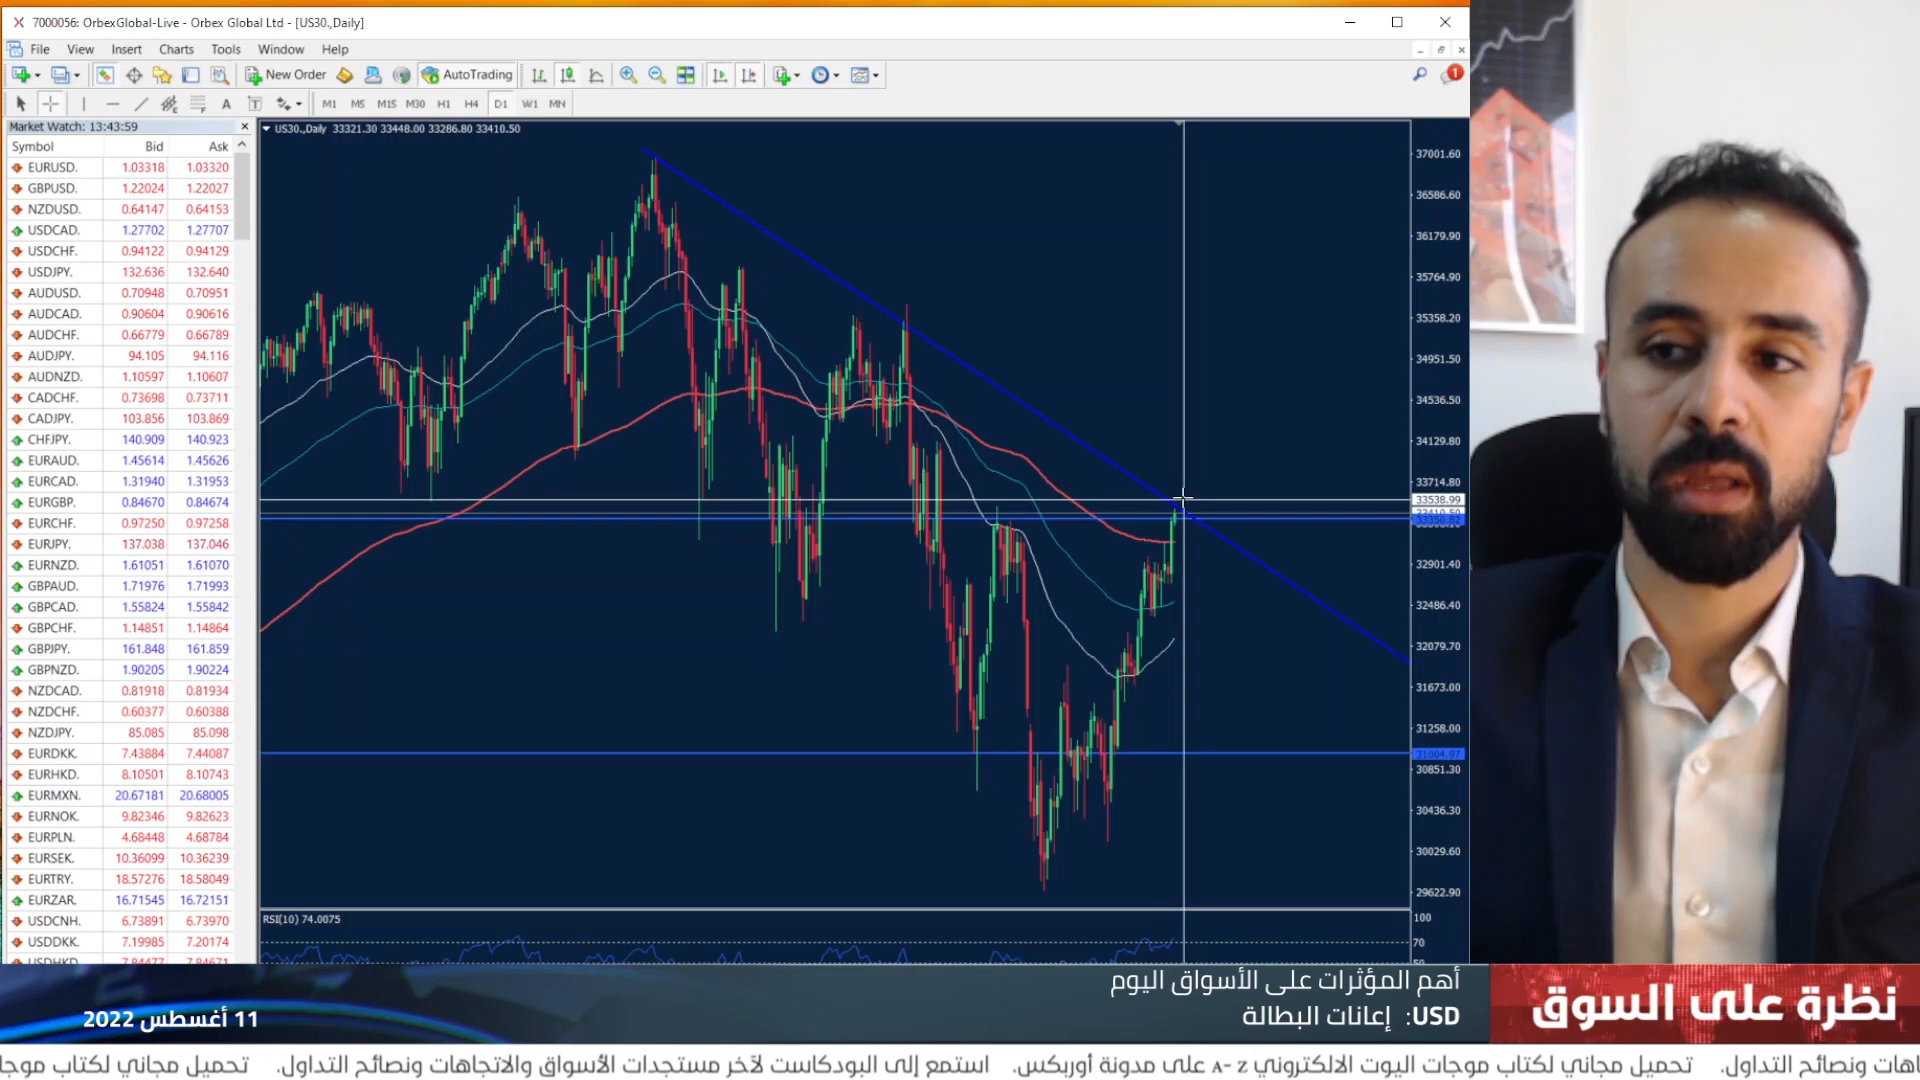 7000056: OrbexGlobal-Live - Orbex Global Ltd - [US30.,Daily]
File View Insert Charts Tools Window Help
New Order AutoTrading 1
A T M1 M5 M15 M30 H1 H4 D1 W1 MN
Market Watch: 13:43:59
Symbol Bid Ask
EURUSD. 1.03318 1.03320
GBPUSD. 1.22024 1.22027
NZDUSD. 0.64147 0.64153
USDCAD. 1.27702 1.27707
USDCHF. 0.94122 0.94129
USDJPY. 132.636 132.640
AUDUSD. 0.70948 0.70951
AUDCAD. 0.90604 0.90616
AUDCHF. 0.66779 0.66789
AUDJPY. 94.105 94.116
AUDNZD. 1.10597 1.10607
CADCHF. 0.73698 0.73711
CADJPY. 103.856 103.869
CHFJPY. 140.909 140.923
EURAUD. 1.45614 1.45626
EURCAD. 1.31940 1.31953
EURGBP. 0.84670 0.84674
EURCHF. 0.97250 0.97258
EURJPY. 137.038 137.046
EURNZD. 1.61051 1.61070
GBPAUD. 1.71976 1.71993
GBPCAD. 1.55824 1.55842
GBPCHF. 1.14851 1.14864
GBPJPY. 161.848 161.859
GBPNZD. 1.90205 1.90224
NZDCAD. 0.81918 0.81934
NZDCHF. 0.60377 0.60388
NZDJPY. 85.085 85.098
EURDKK. 7.43884 7.44087
EURHKD. 8.10501 8.10743
EURMXN. 20.67181 20.68005
EURNOK. 9.82346 9.82623
EURPLN. 4.68448 4.68784
EURSEK. 10.36099 10.36239
EURTRY. 18.57276 18.58049
EURZAR. 16.71545 16.72151
USDCNH. 6.73891 6.73970
USDDKK. 7.19985 7.20174
USDHKD. 7.84477 7.84671
US30.,Daily 33321.30 33448.00 33286.80 33410.50
37001.60
36586.60
36179.90
35764.90
35358.20
34951.50
34536.50
34129.80
33714.80
33538.99
33410.50
33350.82
32901.40
32486.40
32079.70
31673.00
31258.00
31004.97
30851.30
30436.30
30029.60
29622.90
RSI(10) 74.0075
100
70
50
أهم المؤثرات على الأسواق اليوم
USD: إعانات البطالة
نظرة على السوق
11 أغسطس 2022
اهات ونصائح التداول. تحميل مجاني لكتاب موجات اليوت الالكتروني A- Z على مدونة أوربكس. استمع إلى البودكاست لآخر مستجدات الأسواق والاتجاهات ونصائح التداول. تحميل مجاني لكتاب موجا